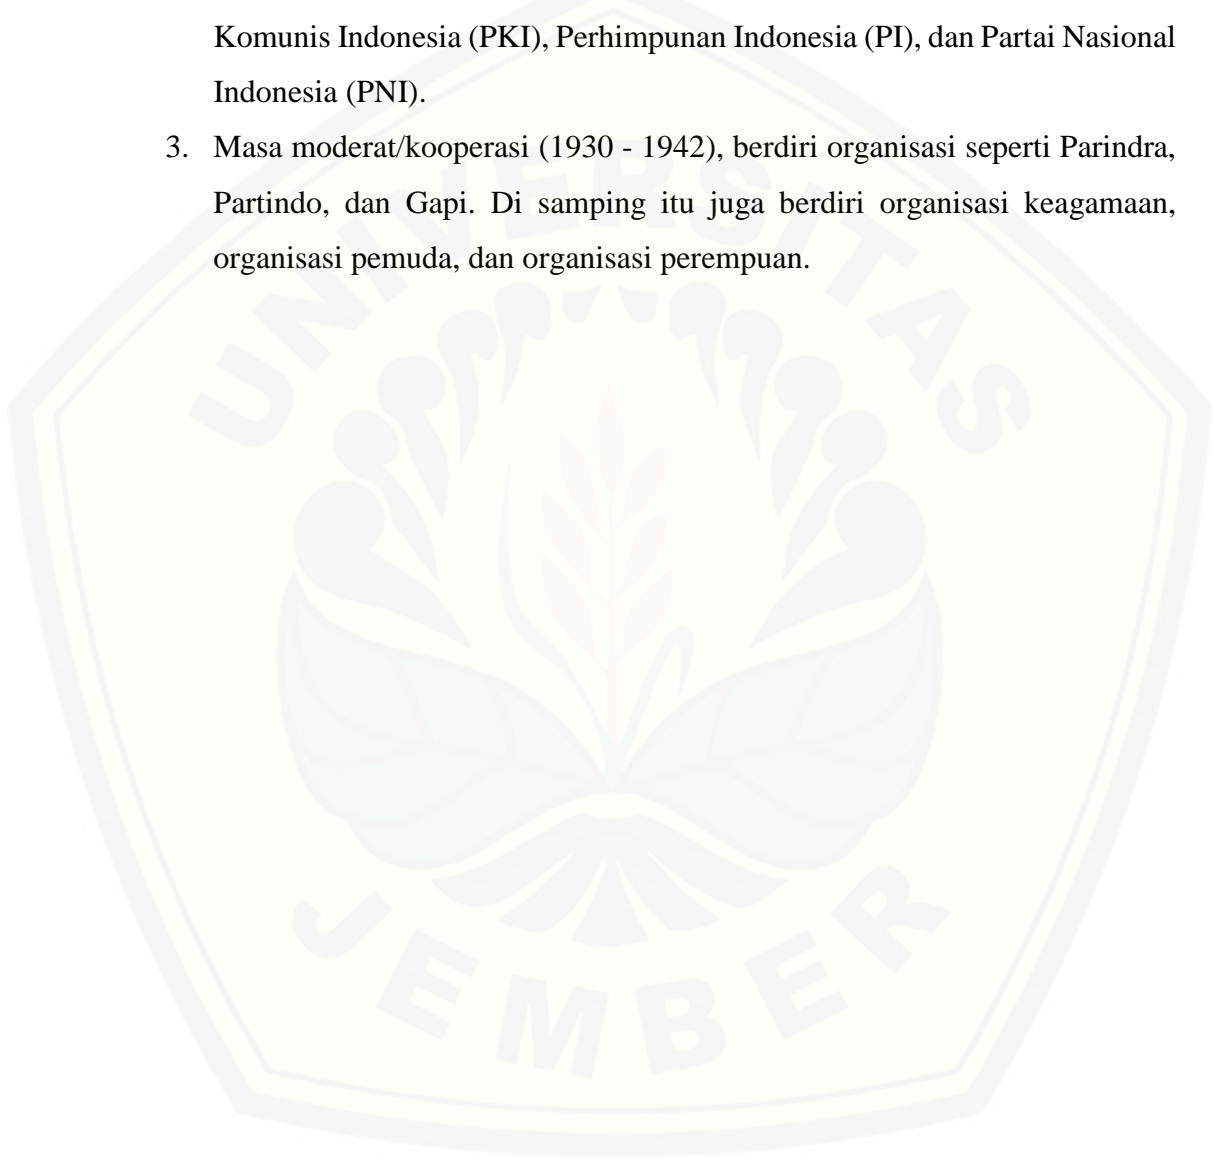 Komunis Indonesia (PKI), Perhimpunan Indonesia (PI), dan Partai Nasional
Indonesia (PNI).
3. Masa moderat/kooperasi (1930 - 1942), berdiri organisasi seperti Parindra,
Partindo, dan Gapi. Di samping itu juga berdiri organisasi keagamaan,
organisasi pemuda, dan organisasi perempuan.
UNIVERSITAS
JEMBER